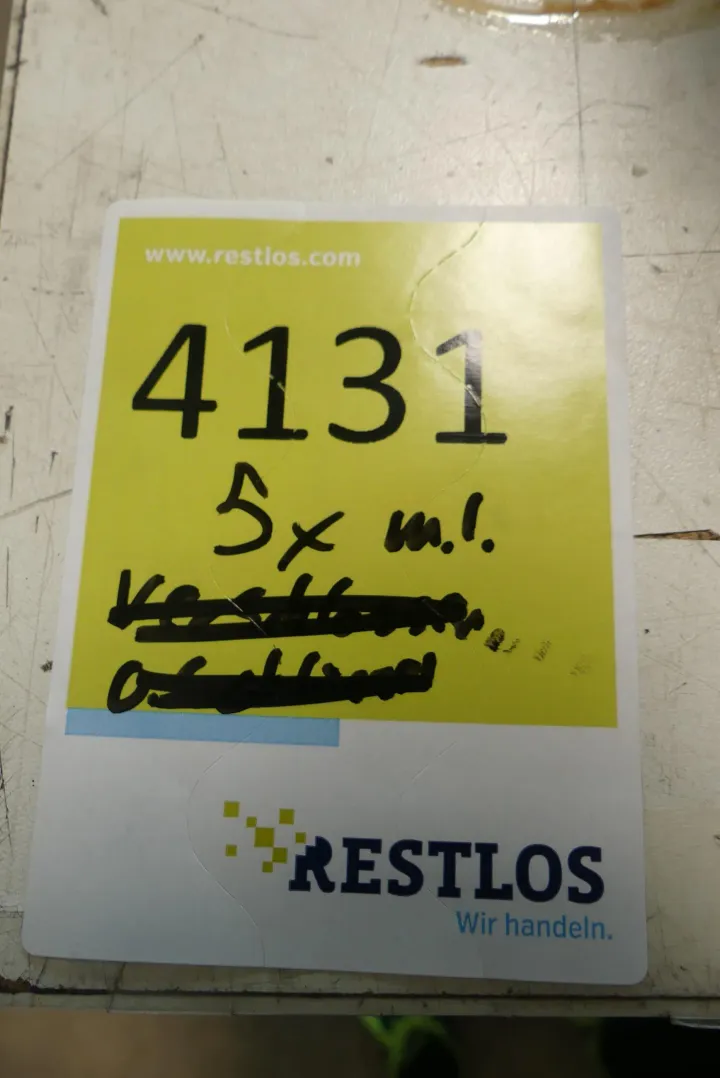 www.restlos.com
4131
5x m.l.
RESTLOS
Wir handeln.